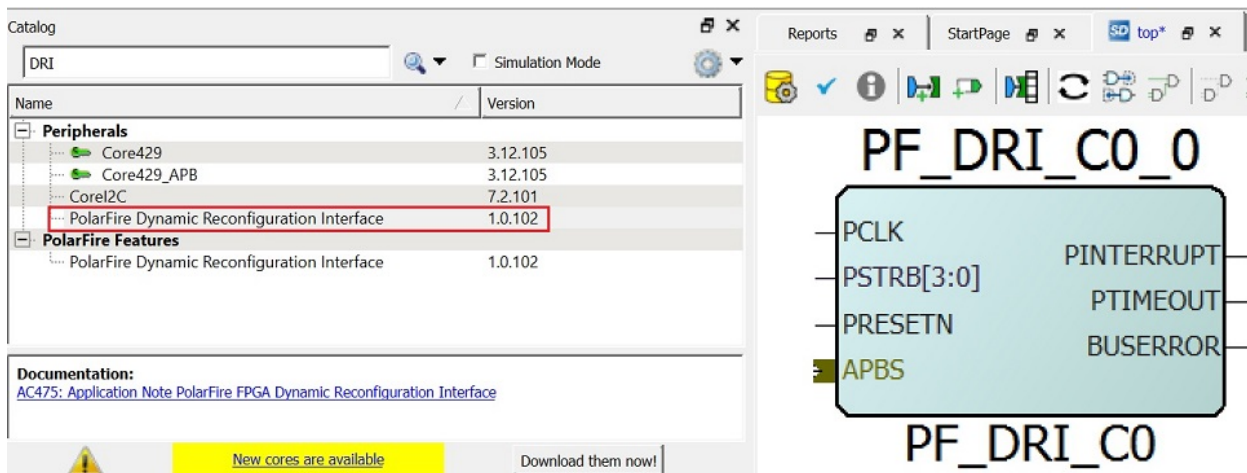 Catalog
DRI
Simulation Mode
Name Version
Peripherals
Core429 3.12.105
Core429_APB 3.12.105
CoreI2C 7.2.101
PolarFire Dynamic Reconfiguration Interface 1.0.102
PolarFire Features
PolarFire Dynamic Reconfiguration Interface 1.0.102
Documentation:
AC475: Application Note PolarFire FPGA Dynamic Reconfiguration Interface
New cores are available Download them now!
Reports StartPage SD top*
PF_DRI_C0_0
PCLK
PSTRB[3:0]
PRESETN
APBS
PINTERRUPT
PTIMEOUT
BUSERROR
PF_DRI_C0